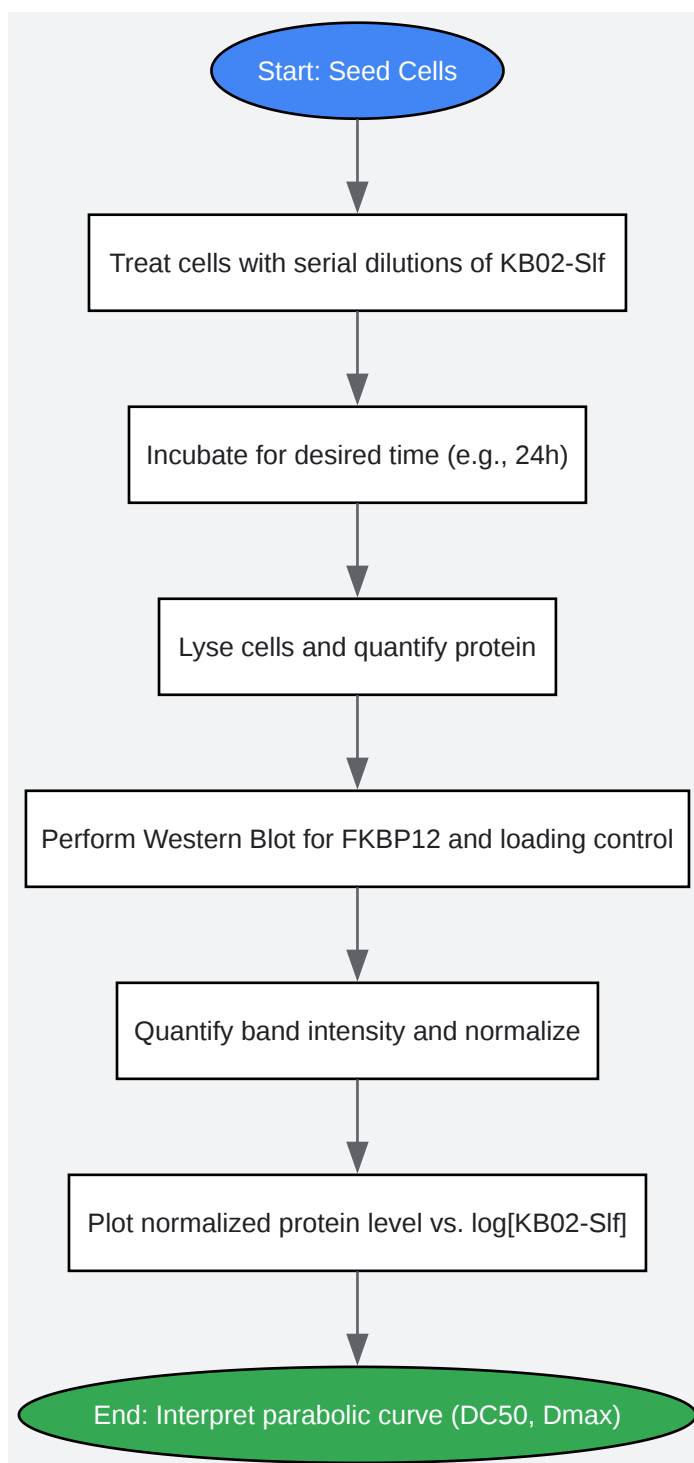 Start: Seed Cells
Treat cells with serial dilutions of KB02-Slf
Incubate for desired time (e.g., 24h)
Lyse cells and quantify protein
Perform Western Blot for FKBP12 and loading control
Quantify band intensity and normalize
Plot normalized protein level vs. log[KB02-Slf]
End: Interpret parabolic curve (DC50, Dmax)